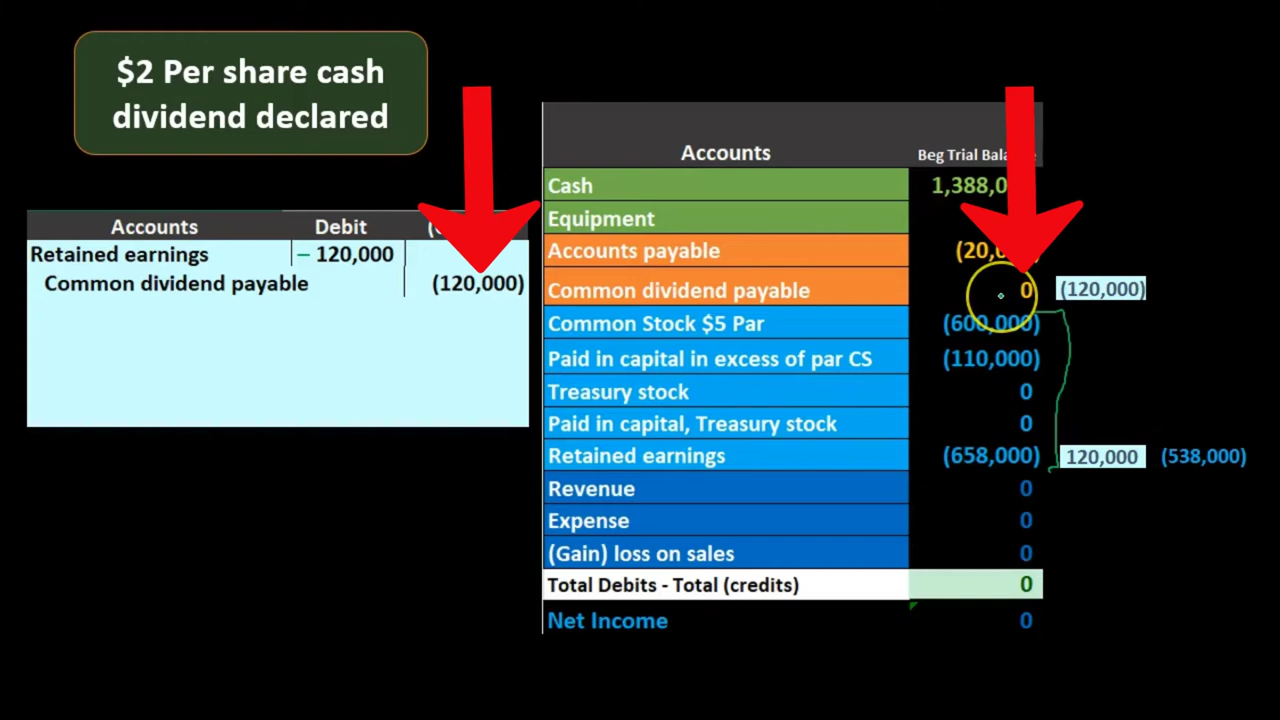 $2 Per share cash
dividend declared
Accounts Debit
Retained earnings – 120,000
Common dividend payable (120,000)
Accounts Beg Trial
Cash
Equipment
Accounts payable
Common dividend payable 0 (120,000)
Common Stock $5 Par (600,000)
Paid in capital in excess of par CS (110,000)
Treasury stock 0
Paid in capital, Treasury stock 0
Retained earnings (658,000) 120,000 (538,000)
Revenue 0
Expense 0
(Gain) loss on sales 0
Total Debits - Total (credits) 0
Net Income 0